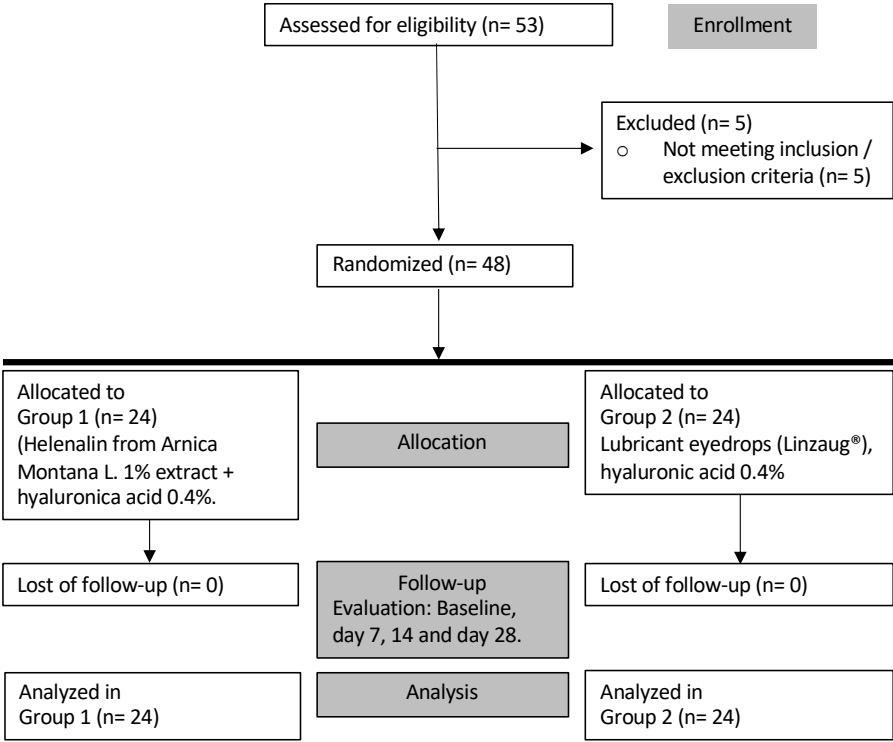 Assessed for eligibility (n= 53)
Enrollment
Excluded (n= 5)
o Not meeting inclusion /
exclusion criteria (n= 5)
Randomized (n= 48)
Allocated to
Group 1 (n= 24)
(Helenalin from Arnica
Montana L. 1% extract +
hyaluronica acid 0.4%.
Allocation
Allocated to
Group 2 (n= 24)
Lubricant eyedrops (Linzaug®),
hyaluronic acid 0.4%
Lost of follow-up (n= 0)
Follow-up
Evaluation: Baseline,
day 7, 14 and day 28.
Lost of follow-up (n= 0)
Analyzed in
Group 1 (n= 24)
Analysis
Analyzed in
Group 2 (n= 24)